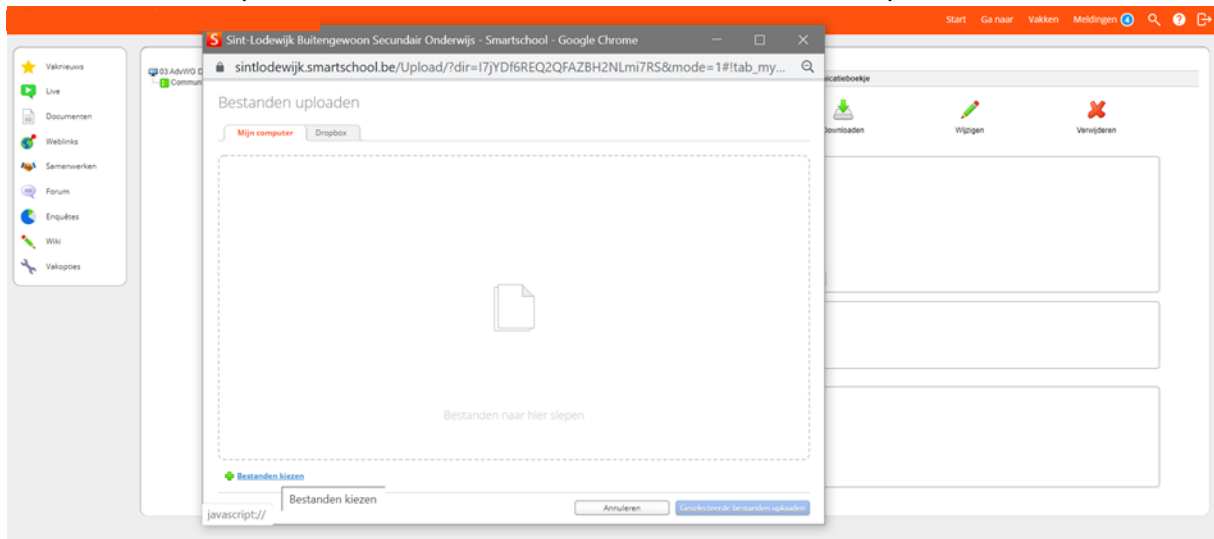 Start Ga naar Vakken Meldingen 4 ?
S Sint-Lodewijk Buitengewoon Secundair Onderwijs - Smartschool - Google Chrome
sintlodewijk.smartschool.be/Upload/?dir=I7jYDf6REQ2QFAZBH2NLmi7RS&mode=1#!tab_my...
Vaknieuws
Live
Documenten
Weblinks
Samenwerken
Forum
Enquêtes
Wiki
Vakopties
03 AdvWG D
Commun
Bestanden uploaden
Mijn computer Dropbox
Bestanden naar hier slepen
Bestanden kiezen
Bestanden kiezen
javascript://
Annuleren Geselecteerde bestanden uploaden
icatieboekje
Downloaden Wijzigen Verwijderen